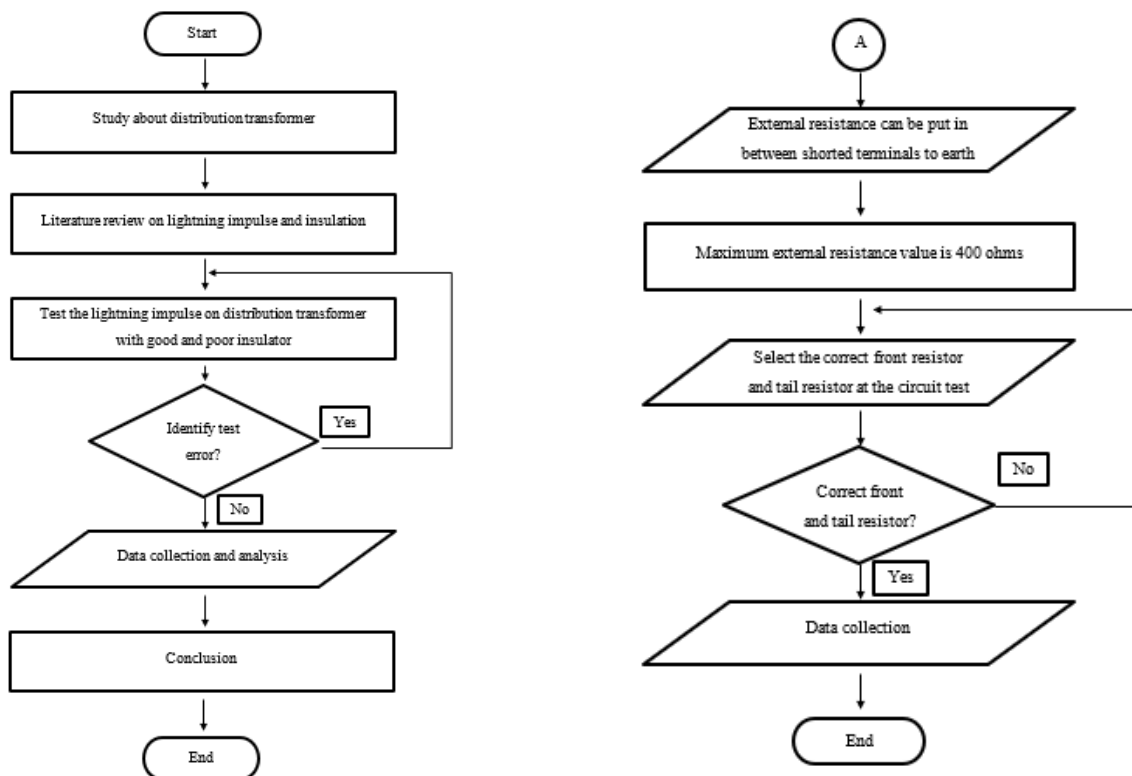 Start
Study about distribution transformer
Literature review on lightning impulse and insulation
Test the lightning impulse on distribution transformer
with good and poor insulator
Identify test
error?
Yes
No
Data collection and analysis
Conclusion
End
A
External resistance can be put in
between shorted terminals to earth
Maximum external resistance value is 400 ohms
Select the correct front resistor
and tail resistor at the circuit test
Correct front
and tail resistor?
No
Yes
Data collection
End